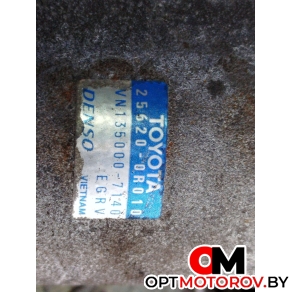 TOYOTA
25620-0R010
VN135000-7140
EGRV
DENSO
VIETNAM
OM
OPTMOTOROV.BY